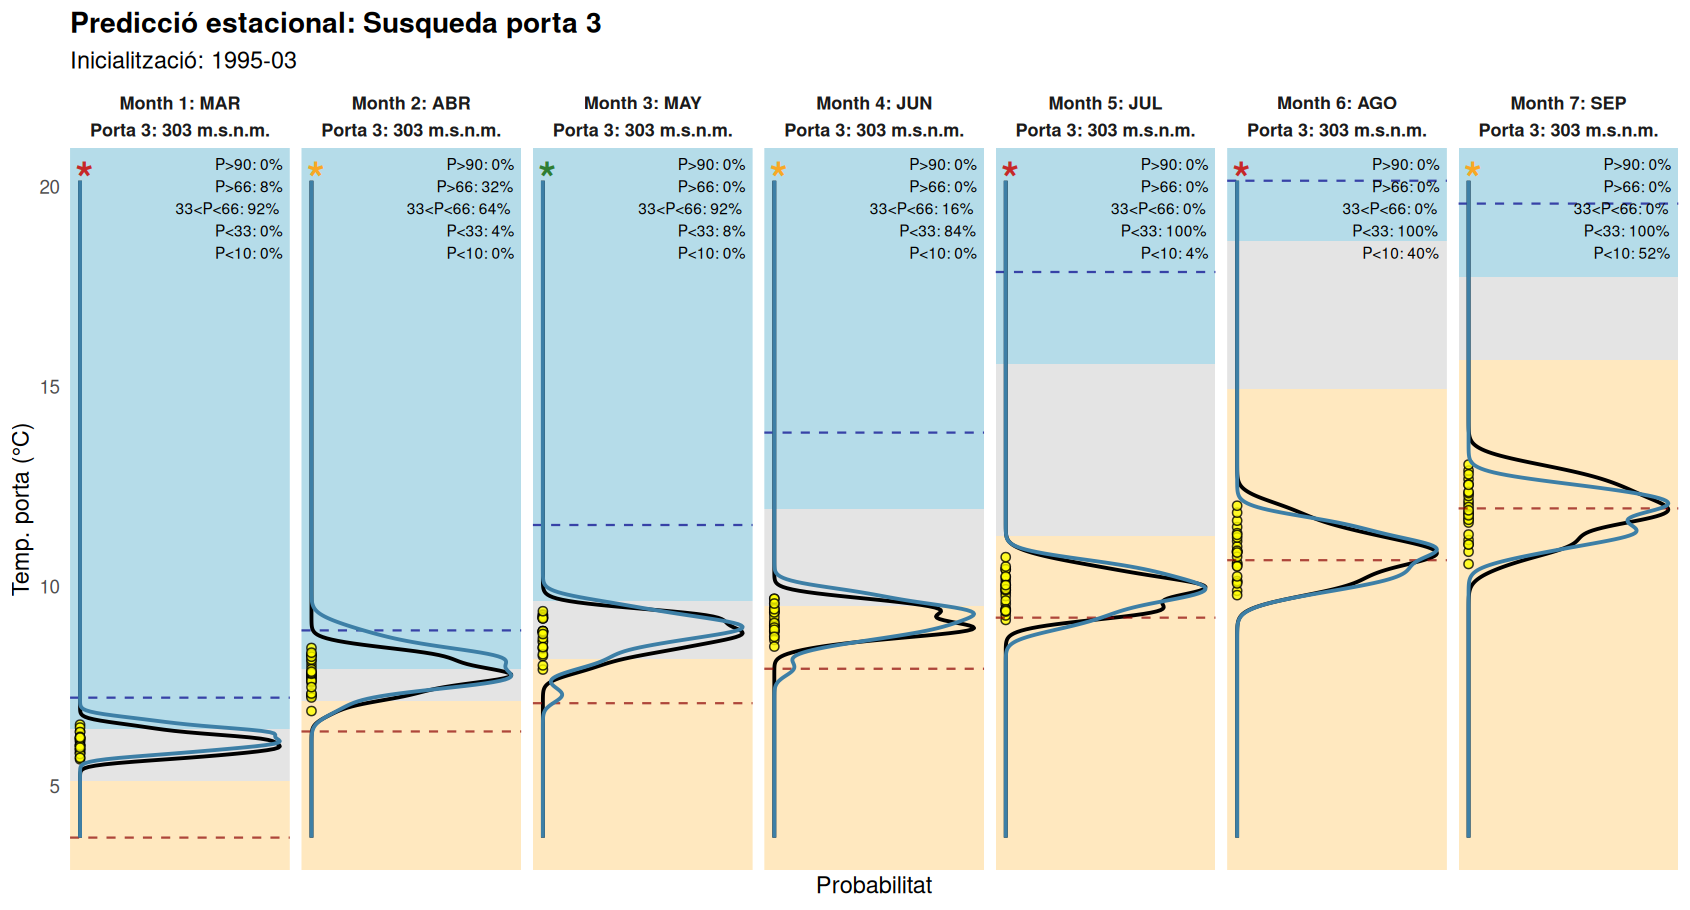 Predicció estacional: Susqueda porta 3
Inicialització: 1995-03
Month 1: MAR
Porta 3: 303 m.s.n.m.
Month 2: ABR
Porta 3: 303 m.s.n.m.
Month 3: MAY
Porta 3: 303 m.s.n.m.
Month 4: JUN
Porta 3: 303 m.s.n.m.
Month 5: JUL
Porta 3: 303 m.s.n.m.
Month 6: AGO
Porta 3: 303 m.s.n.m.
Month 7: SEP
Porta 3: 303 m.s.n.m.
*
P>90: 0%
P>66: 8%
33<P<66: 92%
P<33: 0%
P<10: 0%
*
P>90: 0%
P>66: 32%
33<P<66: 64%
P<33: 4%
P<10: 0%
*
P>90: 0%
P>66: 0%
33<P<66: 92%
P<33: 8%
P<10: 0%
*
P>90: 0%
P>66: 0%
33<P<66: 16%
P<33: 84%
P<10: 0%
*
P>90: 0%
P>66: 0%
33<P<66: 0%
P<33: 100%
P<10: 4%
*
P>90: 0%
P>66: 0%
33<P<66: 0%
P<33: 100%
P<10: 40%
*
P>90: 0%
P>66: 0%
33<P<66: 0%
P<33: 100%
P<10: 52%
20
15
10
5
Temp. porta (°C)
Probabilitat